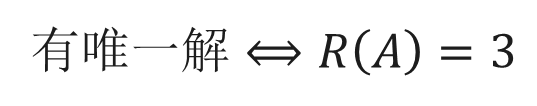 有唯一解 ⟺ R(A) = 3